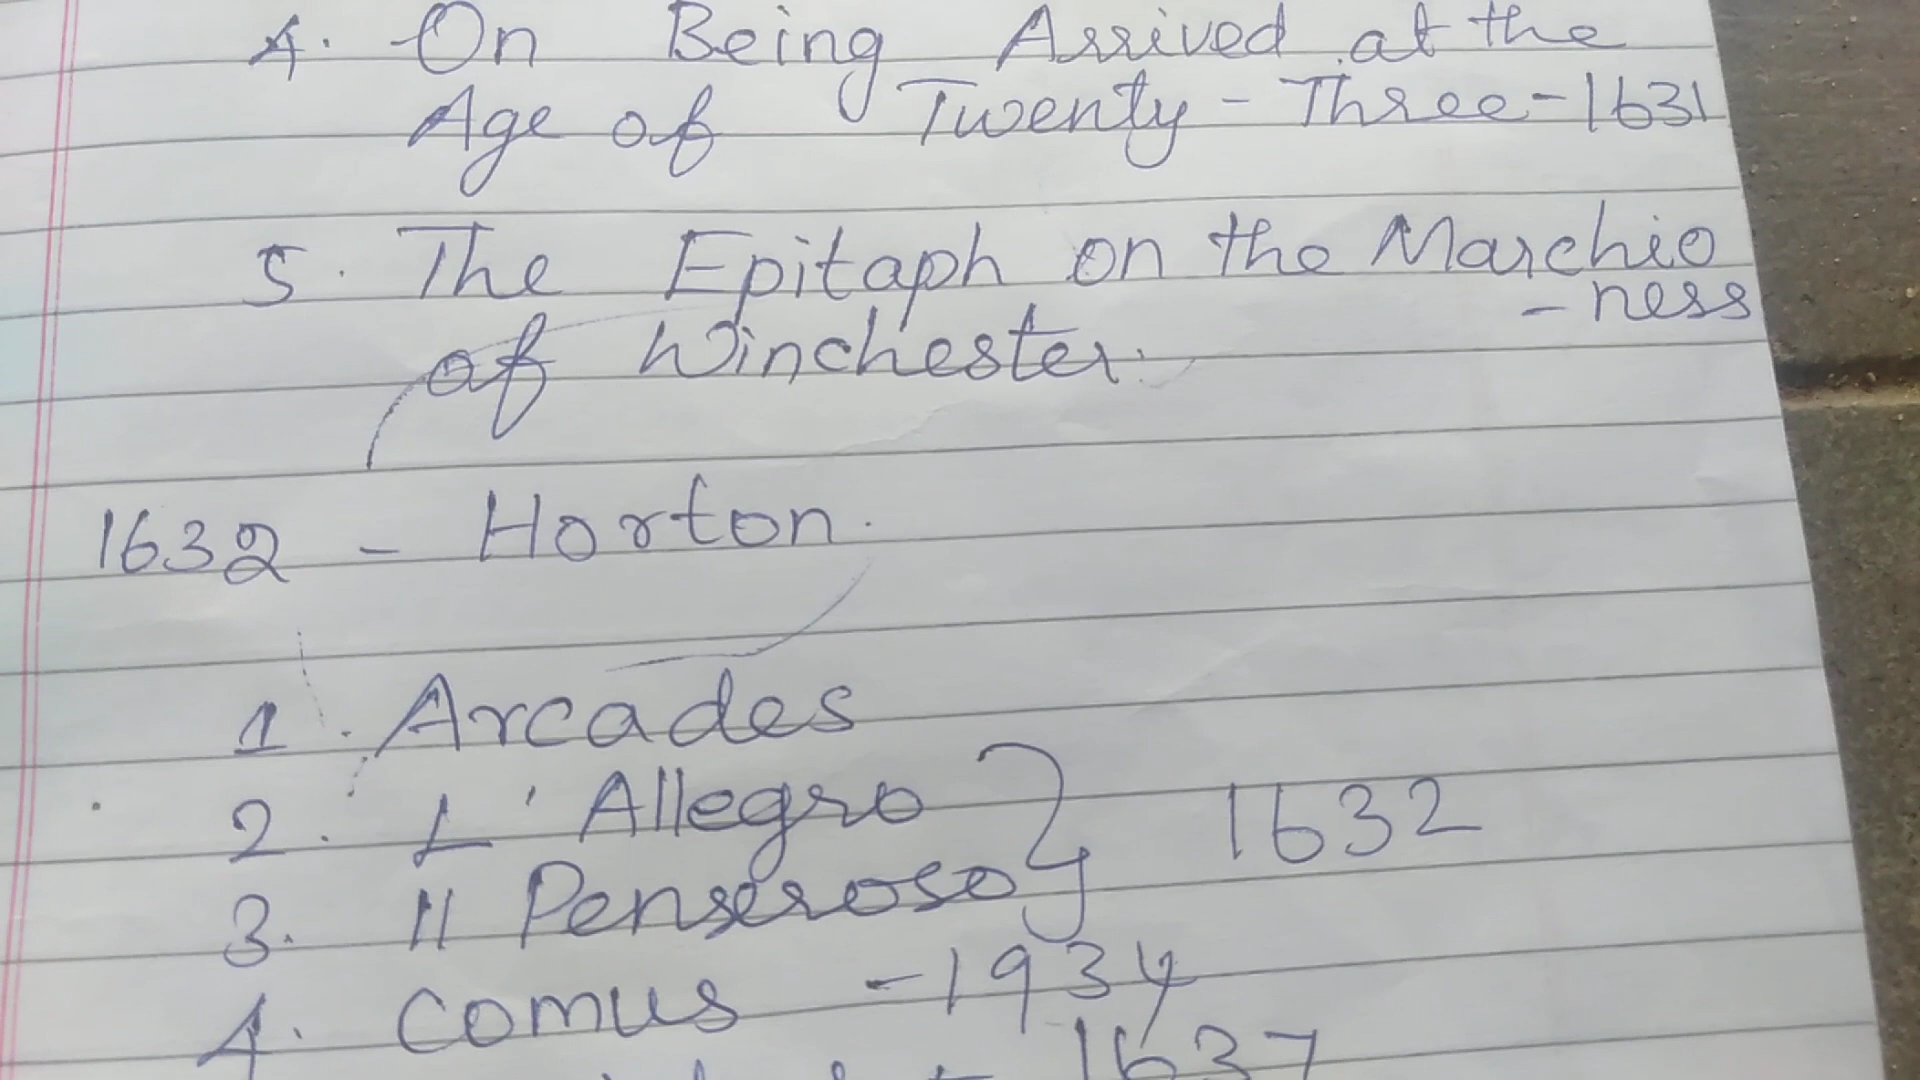 4. On Being Arrived at the
Age of Twenty-Three-1631
5. The Epitaph on the Marchio
-ness
of Winchester.
1632 - Horton.
1. Arcades
2. L'Allegro
3. Il Penseroso } 1632
4. Comus -1934
1637